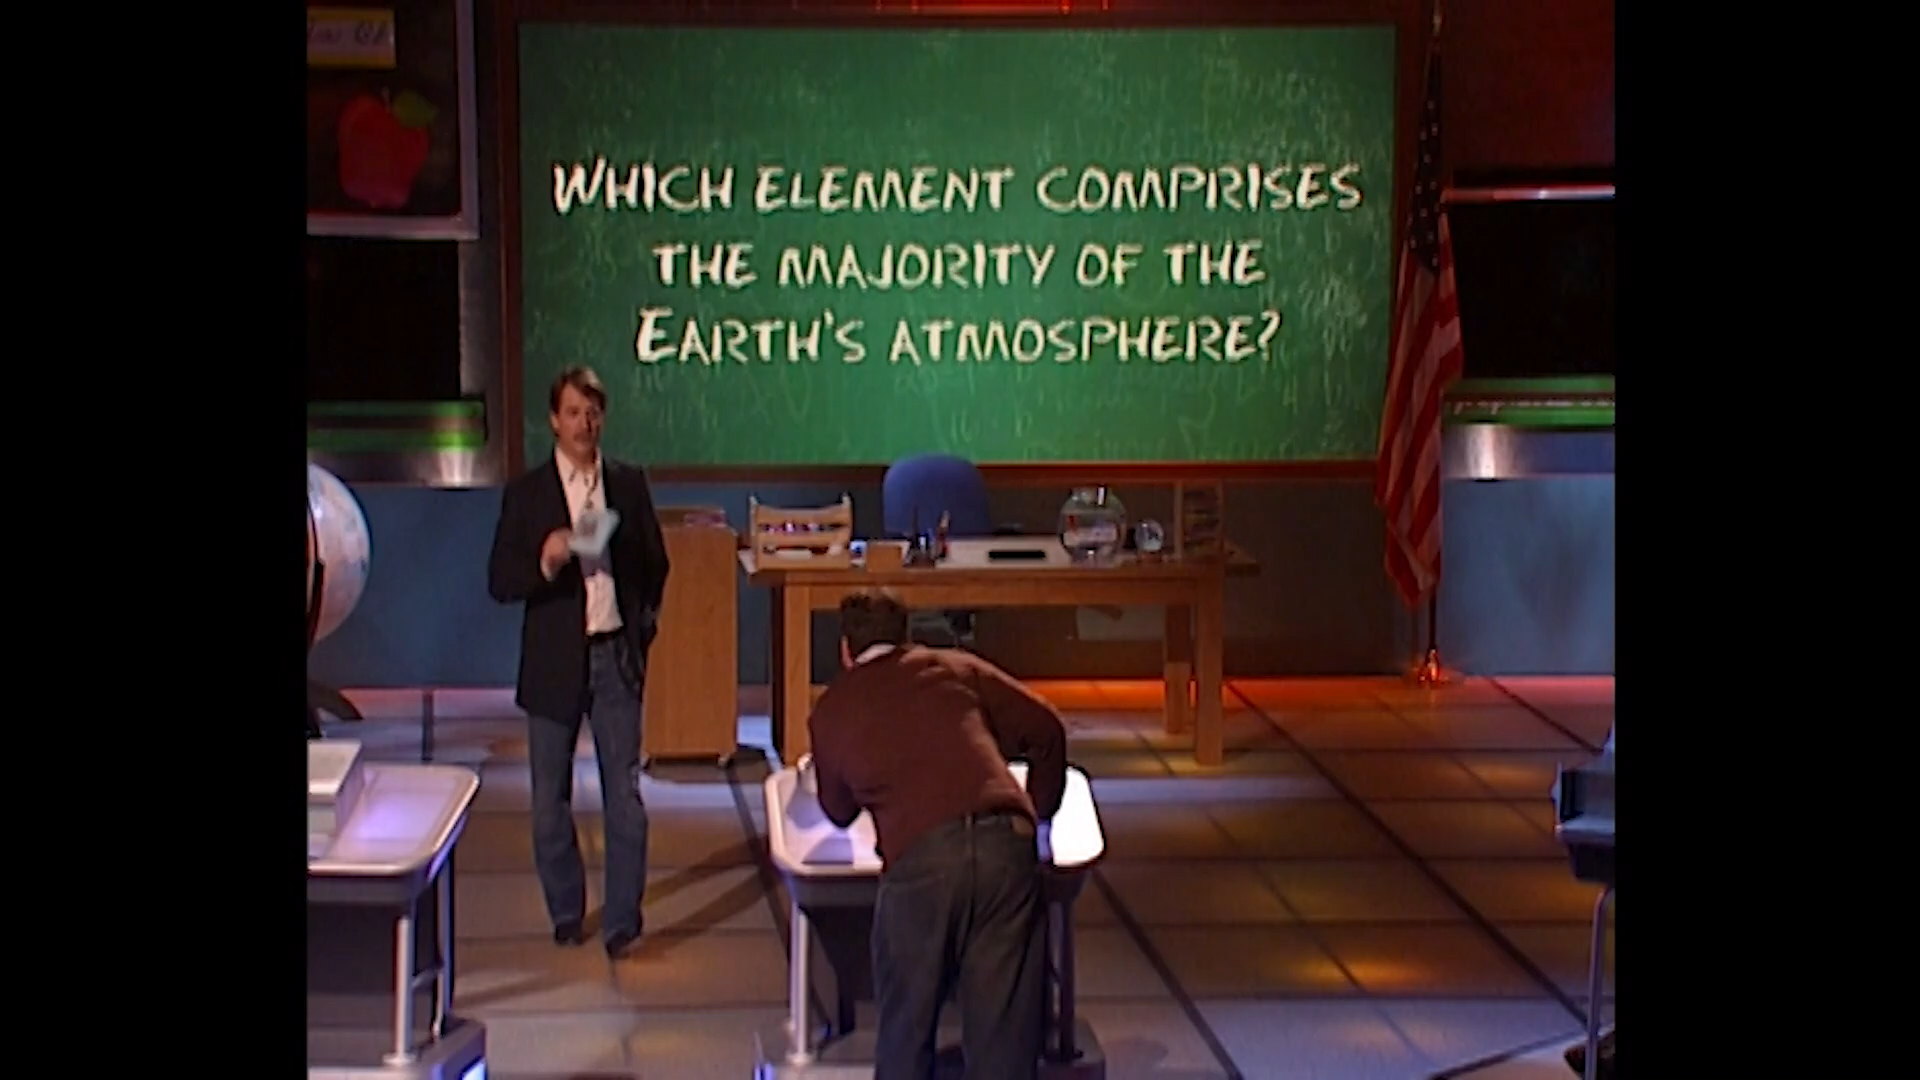 WHICH ELEMENT COMPRISES
THE MAJORITY OF THE
EARTH'S ATMOSPHERE?